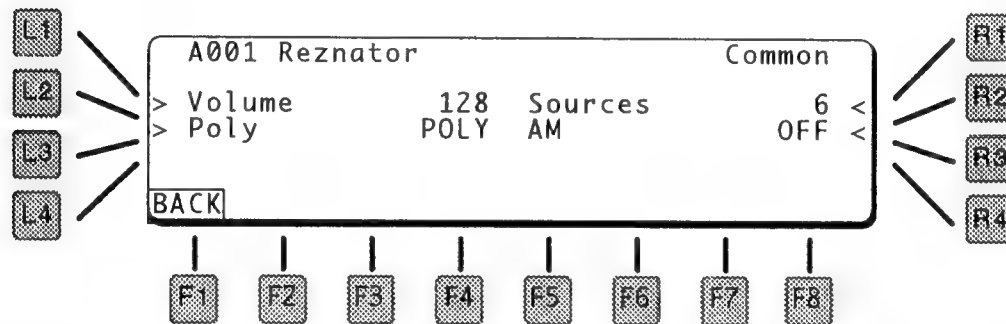 L1
L2
L3
L4
A001 Reznator Common
> Volume 128 Sources 6 <
> Poly POLY AM OFF <
BACK
R1
R2
R3
R4
F1 F2 F3 F4 F5 F6 F7 F8